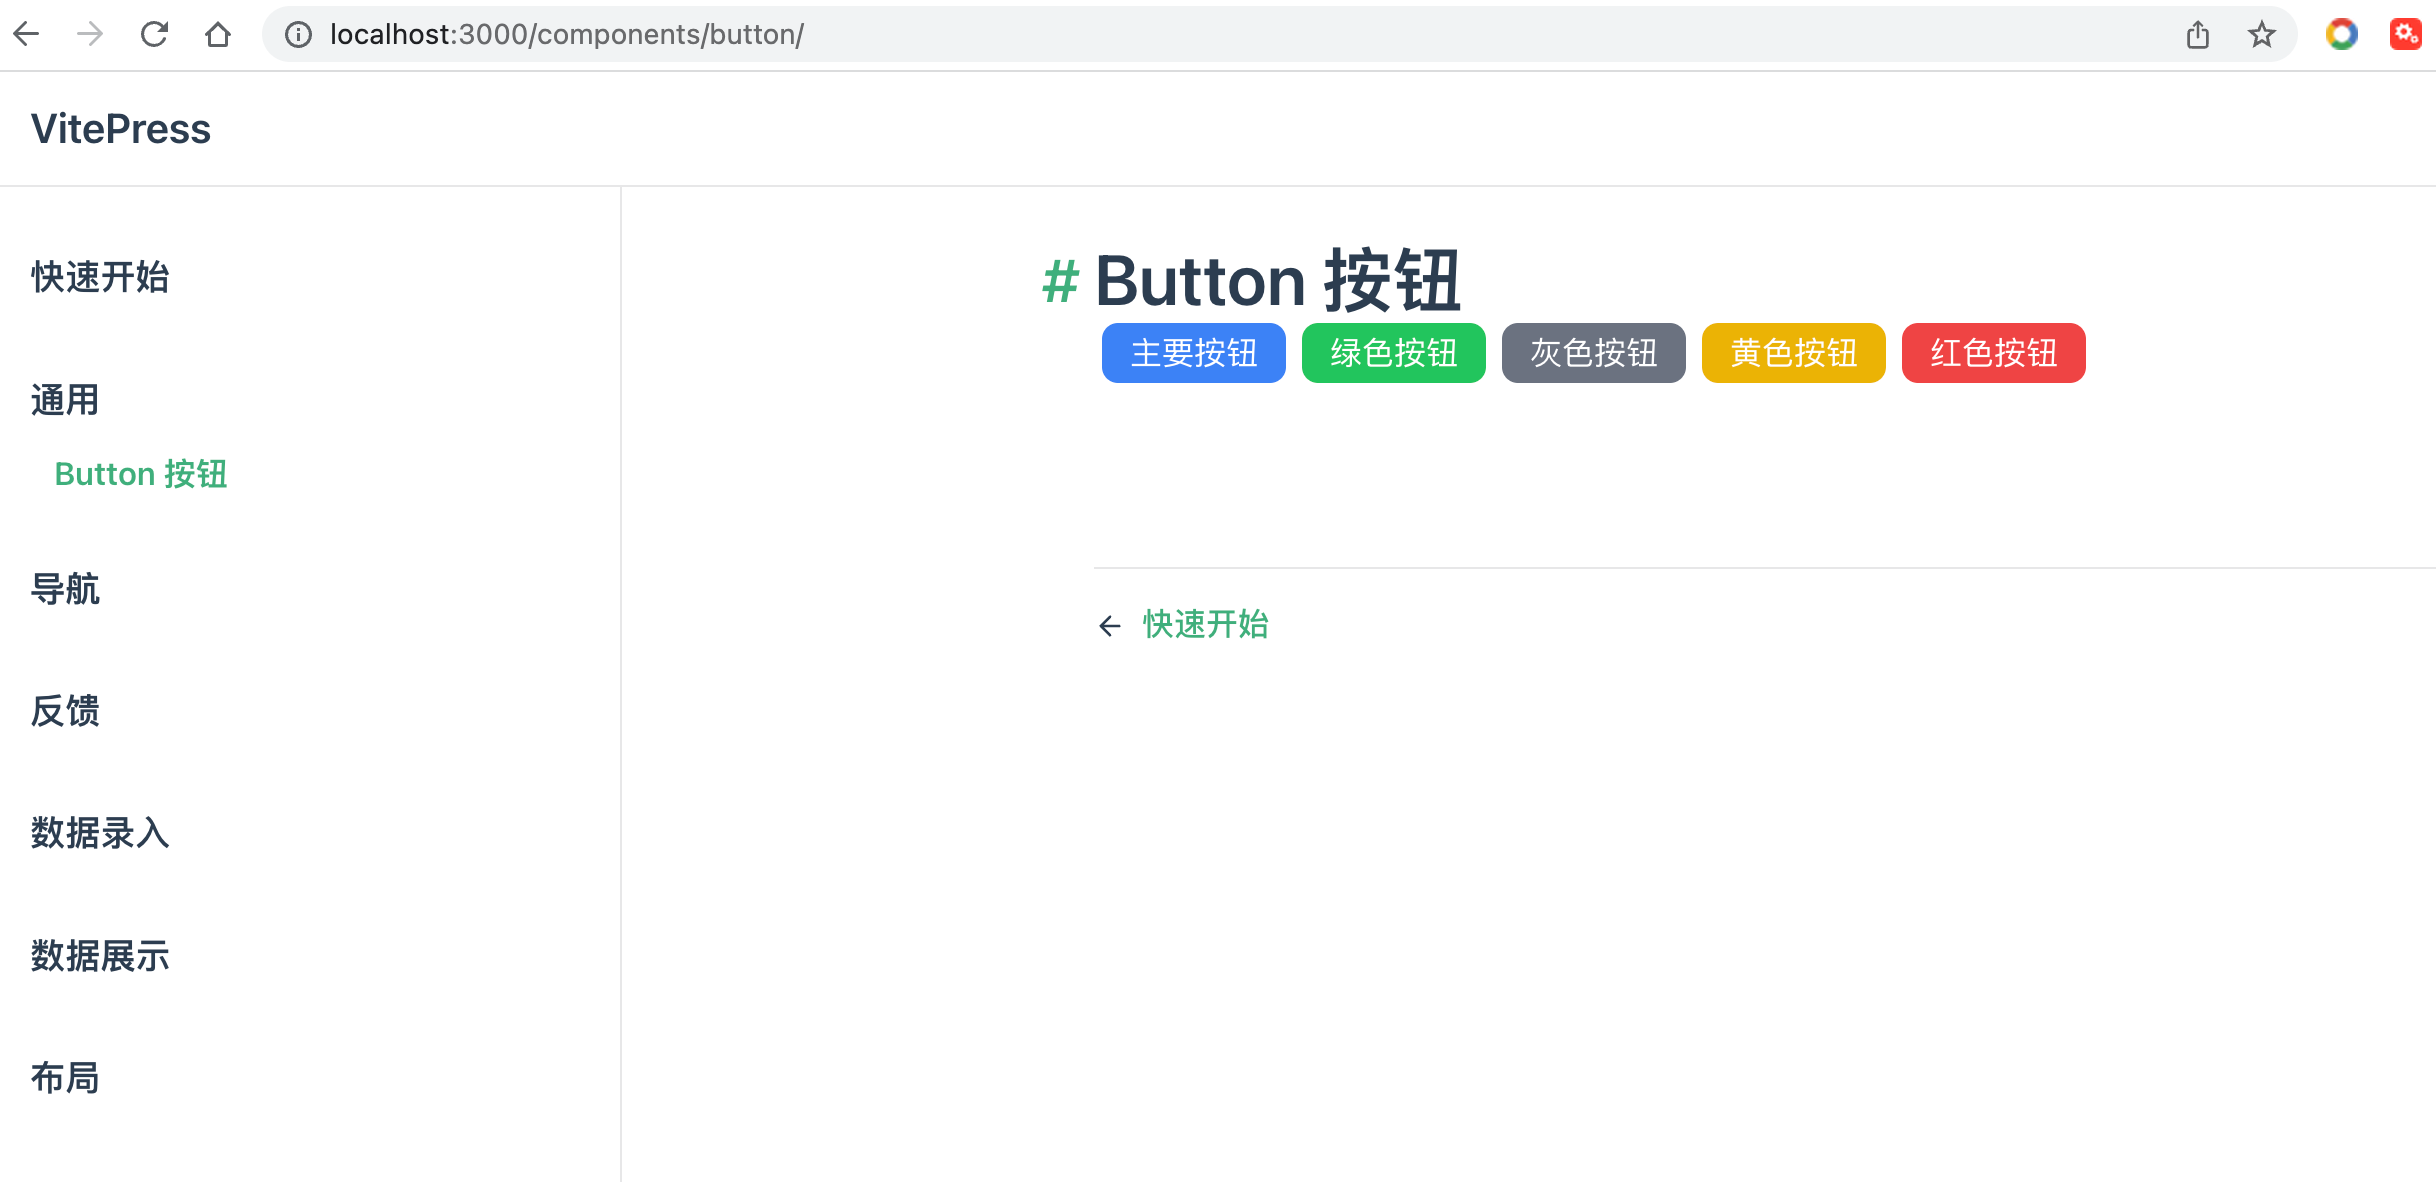 localhost:3000/components/button/
VitePress
快速开始
通用
Button 按钮
导航
反馈
数据录入
数据展示
布局
# Button 按钮
主要按钮 绿色按钮 灰色按钮 黄色按钮 红色按钮
← 快速开始